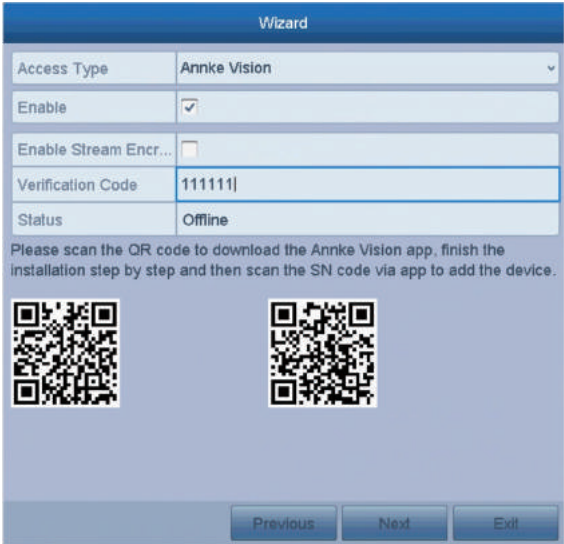 Wizard
Access Type Annke Vision
Enable
Enable Stream Encr...
Verification Code 111111
Status Offline
Please scan the QR code to download the Annke Vision app, finish the
installation step by step and then scan the SN code via app to add the device.
Previous Next Exit